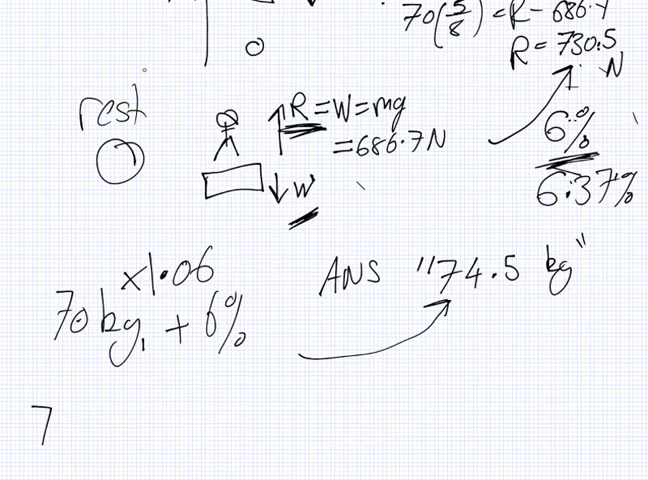 70(5/8) = R - 686.7
R = 730.5 N
rest
R = W = mg
= 686.7 N
W
6%
6.37%
x1.06
70 kg + 6%
ANS "74.5 kg"
7